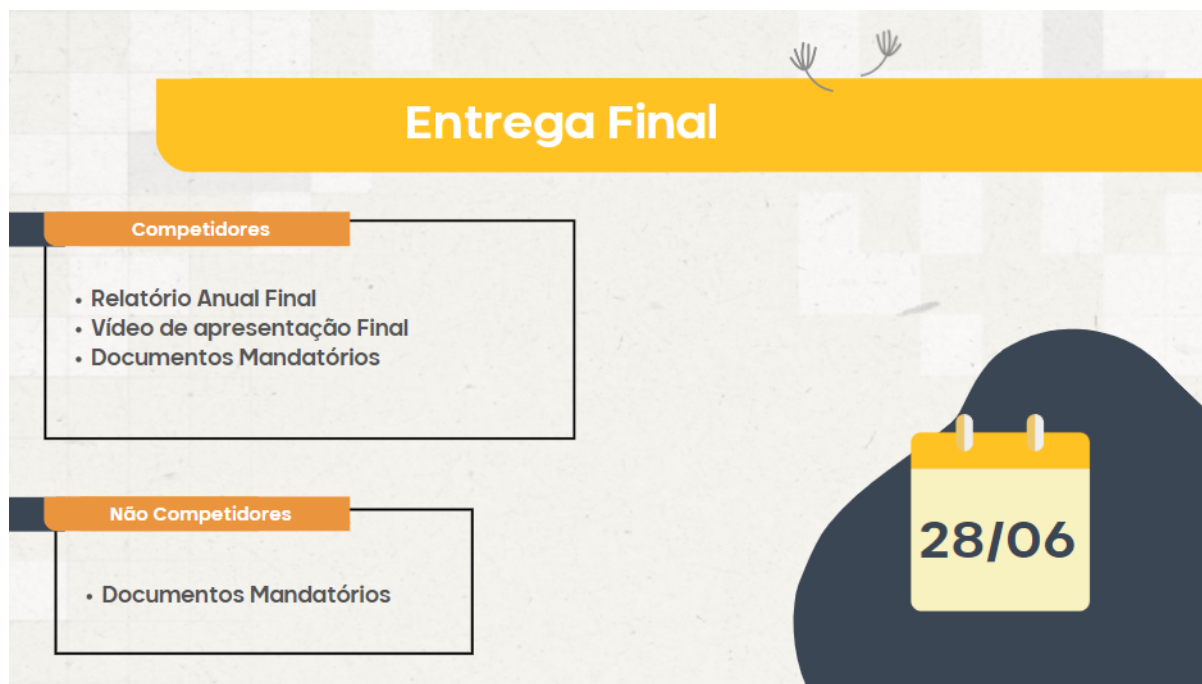 Entrega Final
Competidores
• Relatório Anual Final
• Vídeo de apresentação Final
• Documentos Mandatórios
Não Competidores
• Documentos Mandatórios
28/06